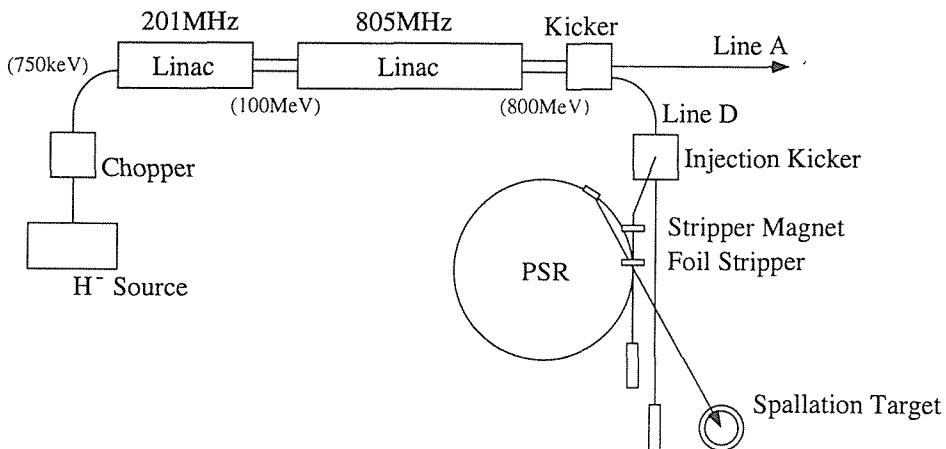 201MHz
805MHz
Kicker
Line A
(750keV)
Linac
Linac
(100MeV)
(800MeV)
Line D
Chopper
Injection Kicker
Stripper Magnet
PSR
Foil Stripper
H⁻ Source
Spallation Target